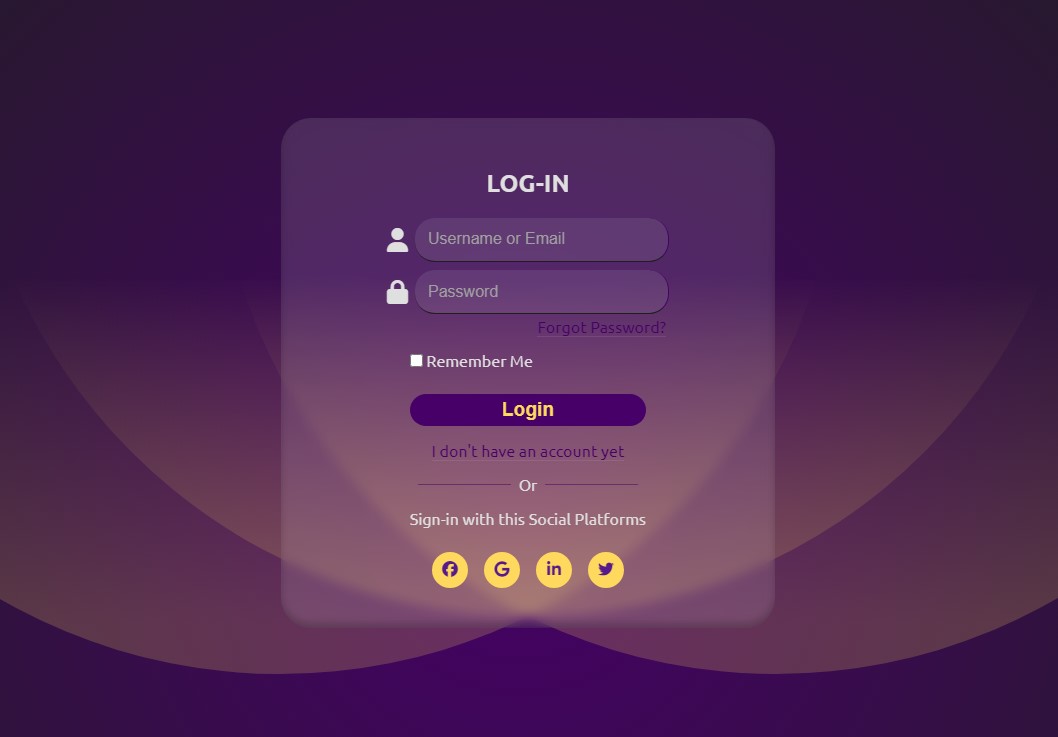 LOG-IN
Username or Email
Password
Forgot Password?
Remember Me
Login
I don't have an account yet
Or
Sign-in with this Social Platforms